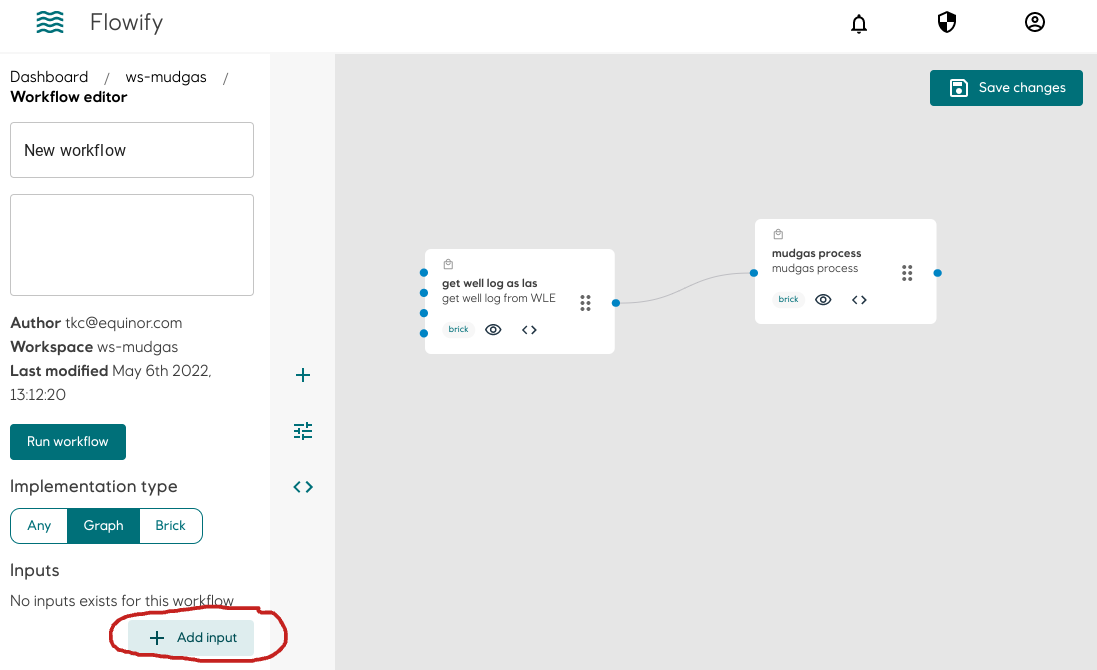 Flowify
Dashboard / ws-mudgas /
Workflow editor
New workflow
Author tkc@equinor.com
Workspace ws-mudgas
Last modified May 6th 2022,
13:12:20
Run workflow
Implementation type
Any Graph Brick
Inputs
No inputs exists for this workflow
Add input
Save changes
get well log as las
get well log from WLE
brick
mudgas process
mudgas process
brick